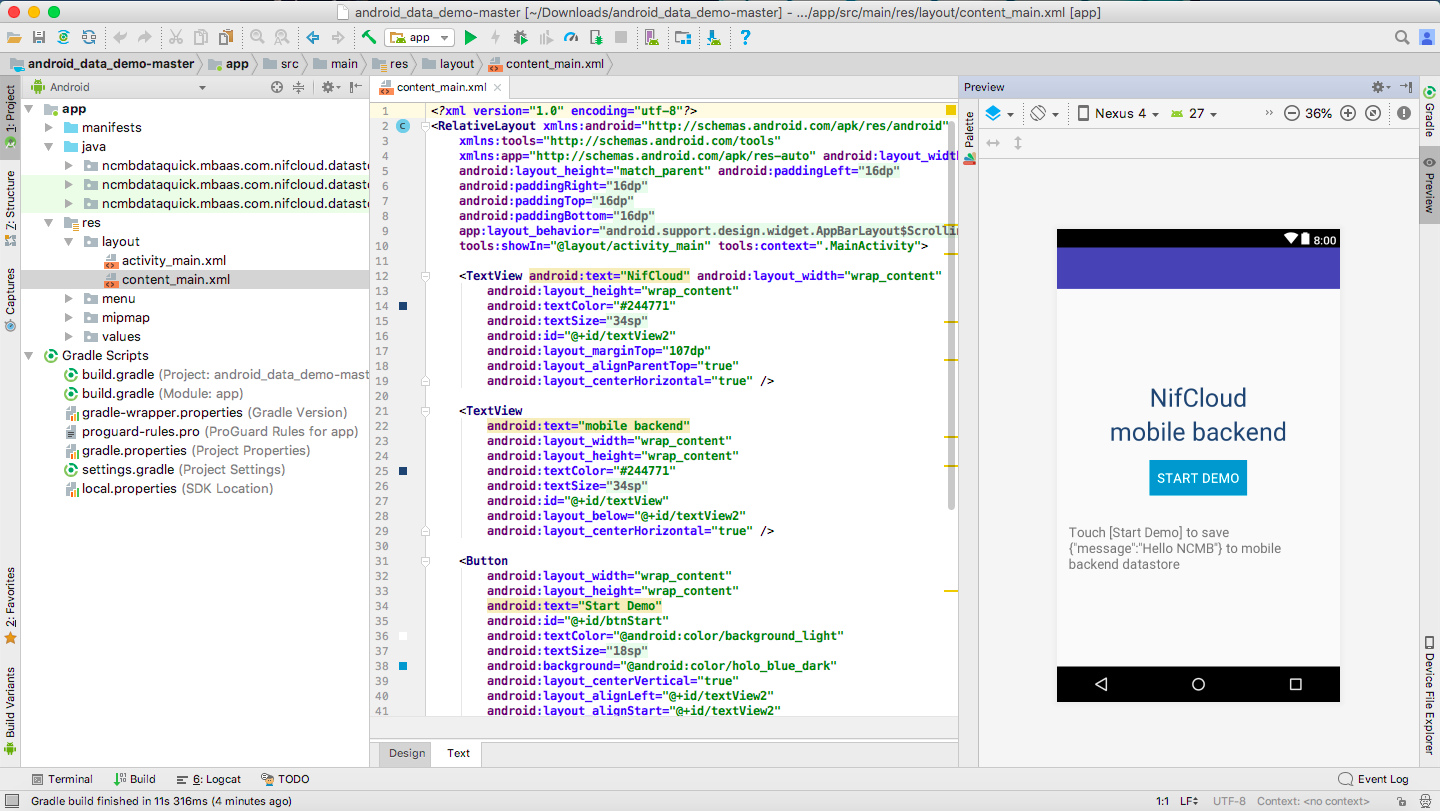 android_data_demo-master [~/Downloads/android_data_demo-master] - .../app/src/main/res/layout/content_main.xml [app]
app
android_data_demo-master app src main res layout content_main.xml
1: Project
Z: Structure
Captures
2: Favorites
Build Variants
Android
app
manifests
java
ncmbdataquick.mbaas.com.nifcloud.datast
ncmbdataquick.mbaas.com.nifcloud.datast
ncmbdataquick.mbaas.com.nifcloud.datast
res
layout
activity_main.xml
content_main.xml
menu
mipmap
values
Gradle Scripts
build.gradle (Project: android_data_demo-mast
build.gradle (Module: app)
gradle-wrapper.properties (Gradle Version)
proguard-rules.pro (ProGuard Rules for app)
gradle.properties (Project Properties)
settings.gradle (Project Settings)
local.properties (SDK Location)
content_main.xml
1 <?xml version="1.0" encoding="utf-8"?>
2 <RelativeLayout xmlns:android="http://schemas.android.com/apk/res/android"
3 xmlns:tools="http://schemas.android.com/tools"
4 xmlns:app="http://schemas.android.com/apk/res-auto" android:layout_width
5 android:layout_height="match_parent" android:paddingLeft="16dp"
6 android:paddingRight="16dp"
7 android:paddingTop="16dp"
8 android:paddingBottom="16dp"
9 app:layout_behavior="android.support.design.widget.AppBarLayout$Scrollin
10 tools:showIn="@layout/activity_main" tools:context=".MainActivity">
11
12 <TextView android:text="NifCloud" android:layout_width="wrap_content"
13 android:layout_height="wrap_content"
14 android:textColor="#244771"
15 android:textSize="34sp"
16 android:id="@+id/textView2"
17 android:layout_marginTop="107dp"
18 android:layout_alignParentTop="true"
19 android:layout_centerHorizontal="true" />
20
21 <TextView
22 android:text="mobile backend"
23 android:layout_width="wrap_content"
24 android:layout_height="wrap_content"
25 android:textColor="#244771"
26 android:textSize="34sp"
27 android:id="@+id/textView"
28 android:layout_below="@+id/textView2"
29 android:layout_centerHorizontal="true" />
30
31 <Button
32 android:layout_width="wrap_content"
33 android:layout_height="wrap_content"
34 android:text="Start Demo"
35 android:id="@+id/btnStart"
36 android:textColor="@android:color/background_light"
37 android:textSize="18sp"
38 android:background="@android:color/holo_blue_dark"
39 android:layout_centerVertical="true"
40 android:layout_alignLeft="@+id/textView2"
41 android:layout_alignStart="@+id/textView2"
Design Text
Preview
Palette
Nexus 4 27 » 36%
8:00
NifCloud
mobile backend
START DEMO
Touch [Start Demo] to save
{"message":"Hello NCMB"} to mobile
backend datastore
Gradle
Preview
Device File Explorer
Terminal Build 6: Logcat TODO Event Log
Gradle build finished in 11s 316ms (4 minutes ago) 1:1 LF UTF-8 Context: <no context>